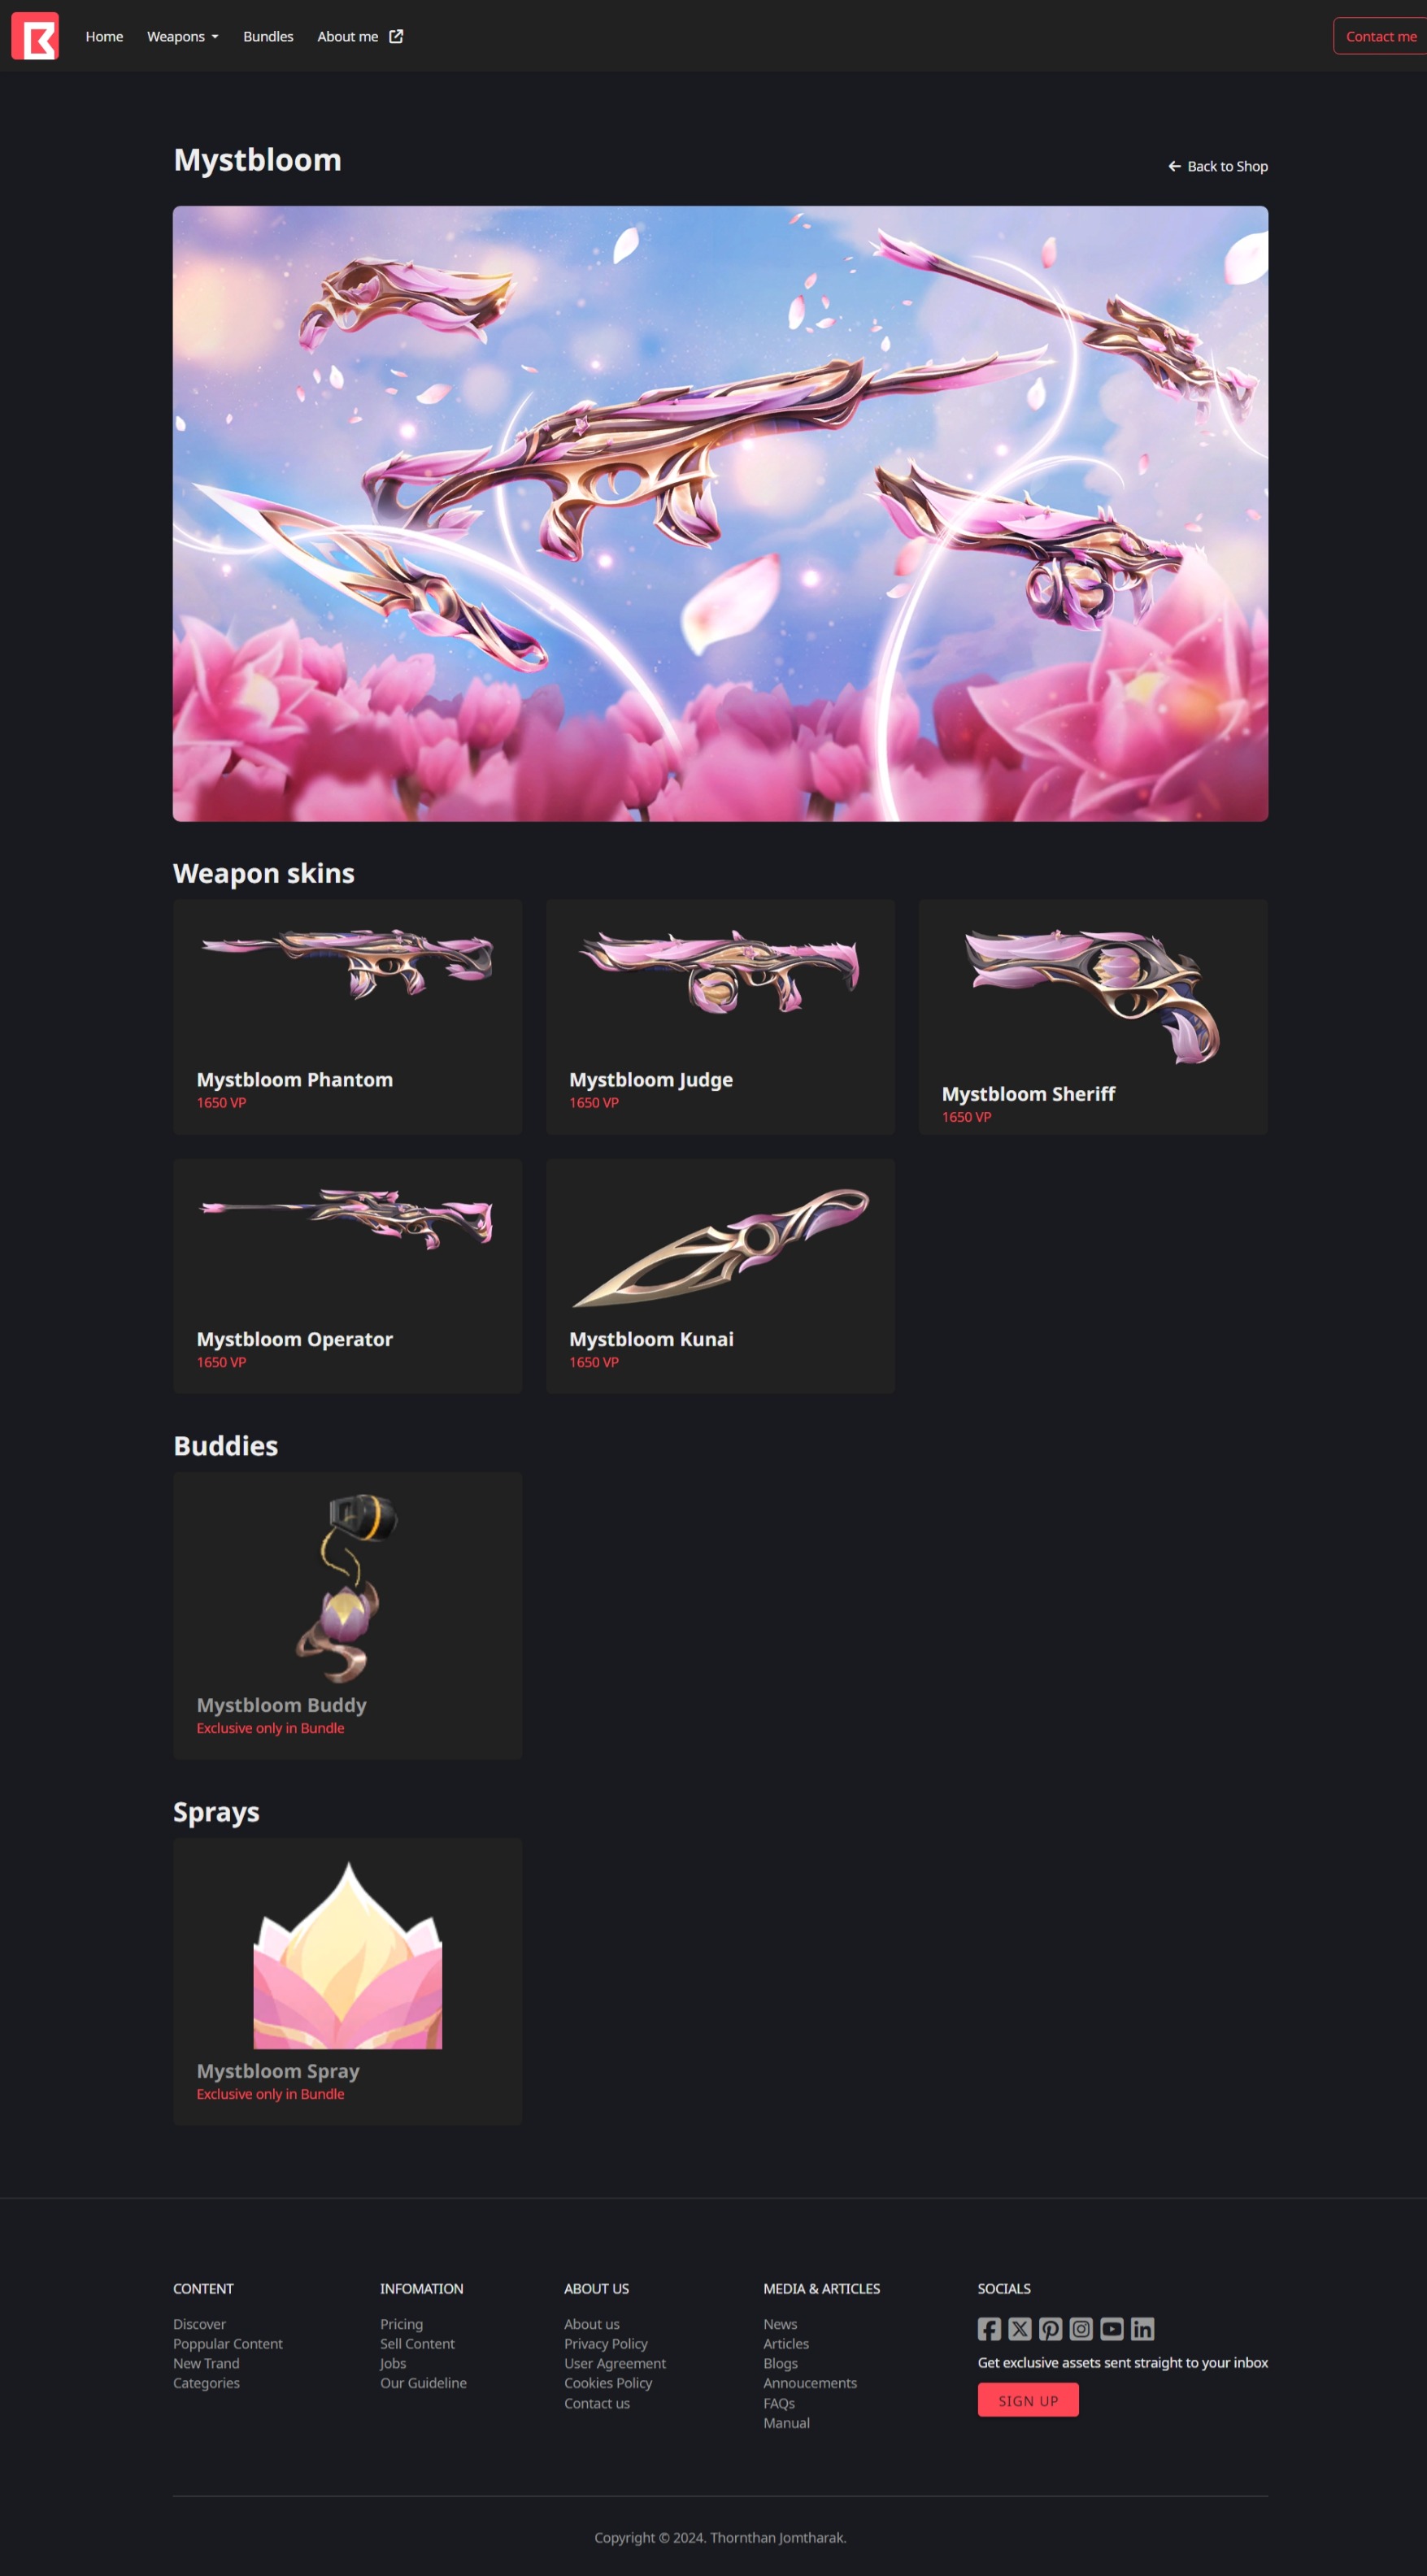 Home
Weapons
Bundles
About me
Contact me
Mystbloom
Back to Shop
Weapon skins
Mystbloom Phantom
1650 VP
Mystbloom Judge
1650 VP
Mystbloom Sheriff
1650 VP
Mystbloom Operator
1650 VP
Mystbloom Kunai
1650 VP
Buddies
Mystbloom Buddy
Exclusive only in Bundle
Sprays
Mystbloom Spray
Exclusive only in Bundle
CONTENT
Discover
Poppular Content
New Trand
Categories
INFOMATION
Pricing
Sell Content
Jobs
Our Guideline
ABOUT US
About us
Privacy Policy
User Agreement
Cookies Policy
Contact us
MEDIA & ARTICLES
News
Articles
Blogs
Annoucements
FAQs
Manual
SOCIALS
Get exclusive assets sent straight to your inbox
SIGN UP
Copyright © 2024. Thornthan Jomtharak.